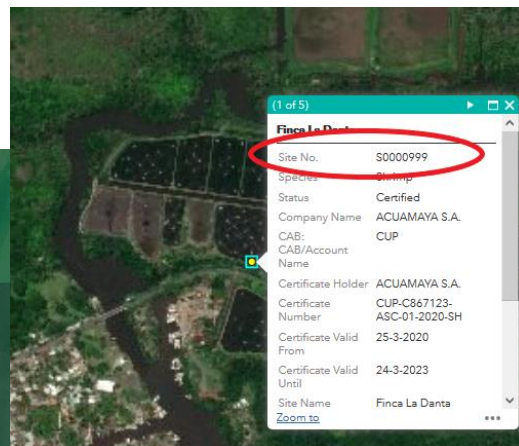 (1 of 5)
Finca La Danta
Site No. S0000999
Species Shrimp
Status Certified
Company Name ACUAMAYA S.A.
CAB: CUP
CAB/Account
Name
Certificate Holder ACUAMAYA S.A.
Certificate CUP-C867123-
Number ASC-01-2020-SH
Certificate Valid 25-3-2020
From
Certificate Valid 24-3-2023
Until
Site Name Finca La Danta
Zoom to